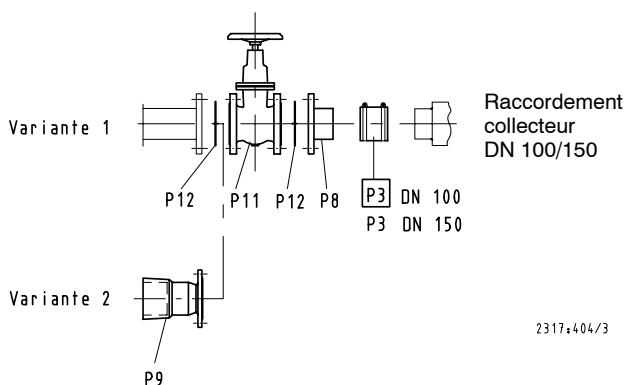 Variante 1
Raccordement
collecteur
DN 100/150
P12
P11
P12
P8
P3 DN 100
P3 DN 150
Variante 2
2317:404/3
P9